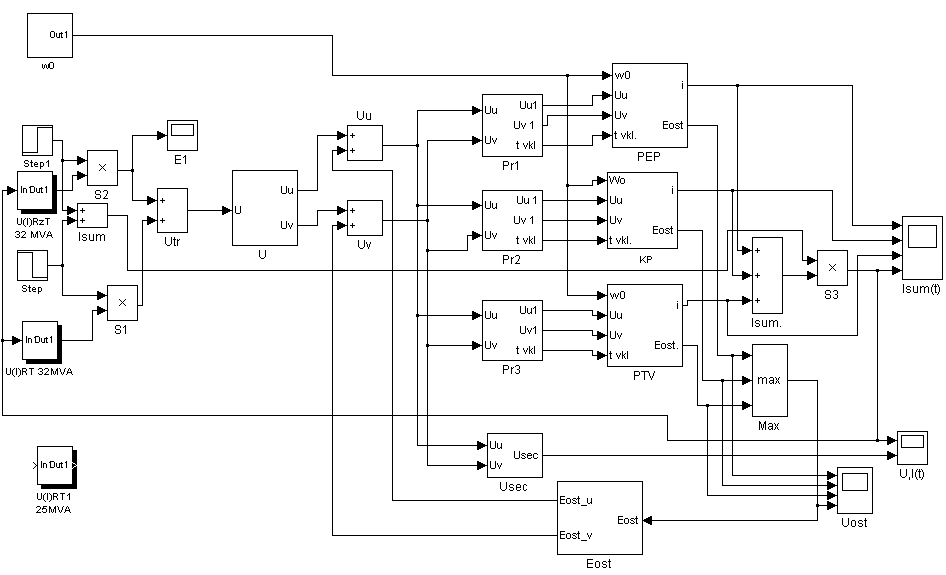 Out1
w0
Step1
S2
E1
In Out1
U(I)RzT
32 MVA
Isum
Step
Utr
S1
In Out1
U(I)RT 32MVA
In Out1
U(I)RT1
25MVA
U
Uu
Uv
U
Uu
Uv
Uu
Uv
Uu1
Uv 1
t vkl
Pr1
Uu
Uv
Uu 1
Uv 1
t vkl
Pr2
Uu
Uv
Uu1
Uv1
t vkl
Pr3
w0
Uu
Uv
t vkl.
i
Eost
PEP
Wo
Uu
Uv
t vkl.
i
Eost
KP
w0
Uu
Uv
t vkl
i
Eost.
PTV
Isum.
S3
Isum(t)
max
Max
Uu
Uv
Usec
Usec
U,I(t)
Uost
Eost_u
Eost_v
Eost
Eost